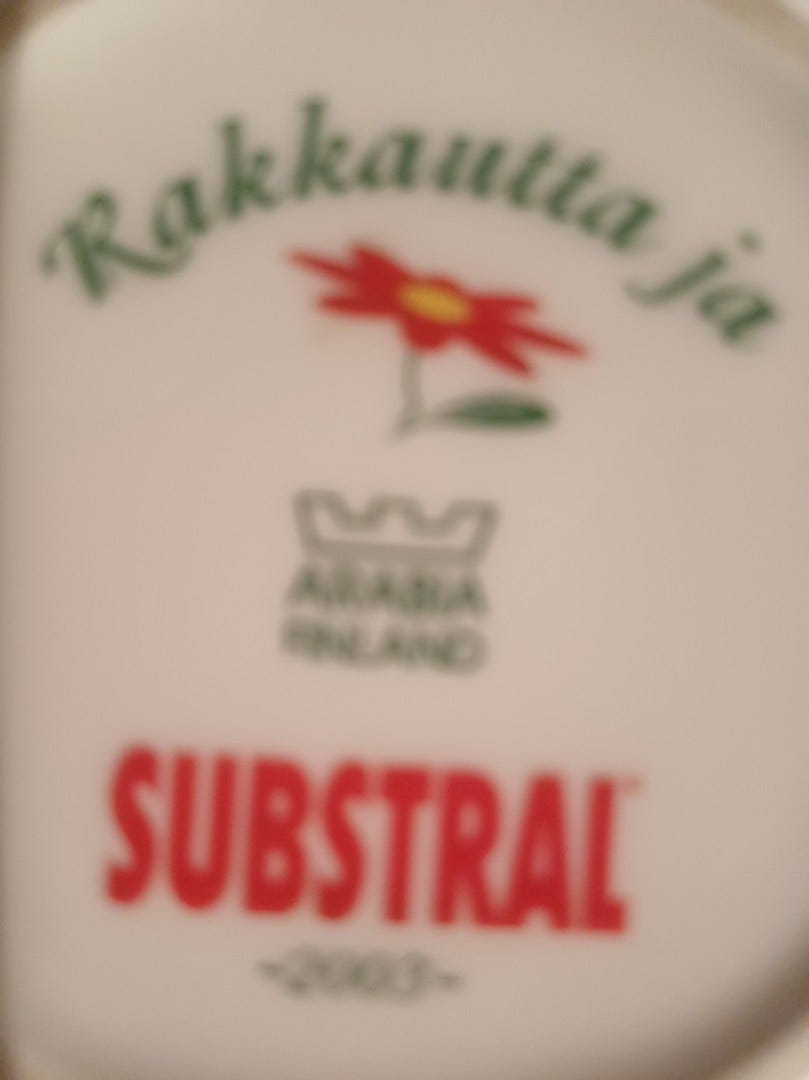 Rakkautta ja
ARABIA
FINLAND
SUBSTRAL
-2003-